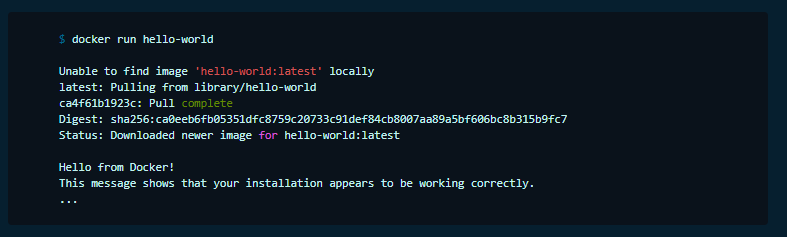 $ docker run hello-world
Unable to find image 'hello-world:latest' locally
latest: Pulling from library/hello-world
ca4f61b1923c: Pull complete
Digest: sha256:ca0eeb6fb05351dfc8759c20733c91def84cb8007aa89a5bf606bc8b315b9fc7
Status: Downloaded newer image for hello-world:latest
Hello from Docker!
This message shows that your installation appears to be working correctly.
...